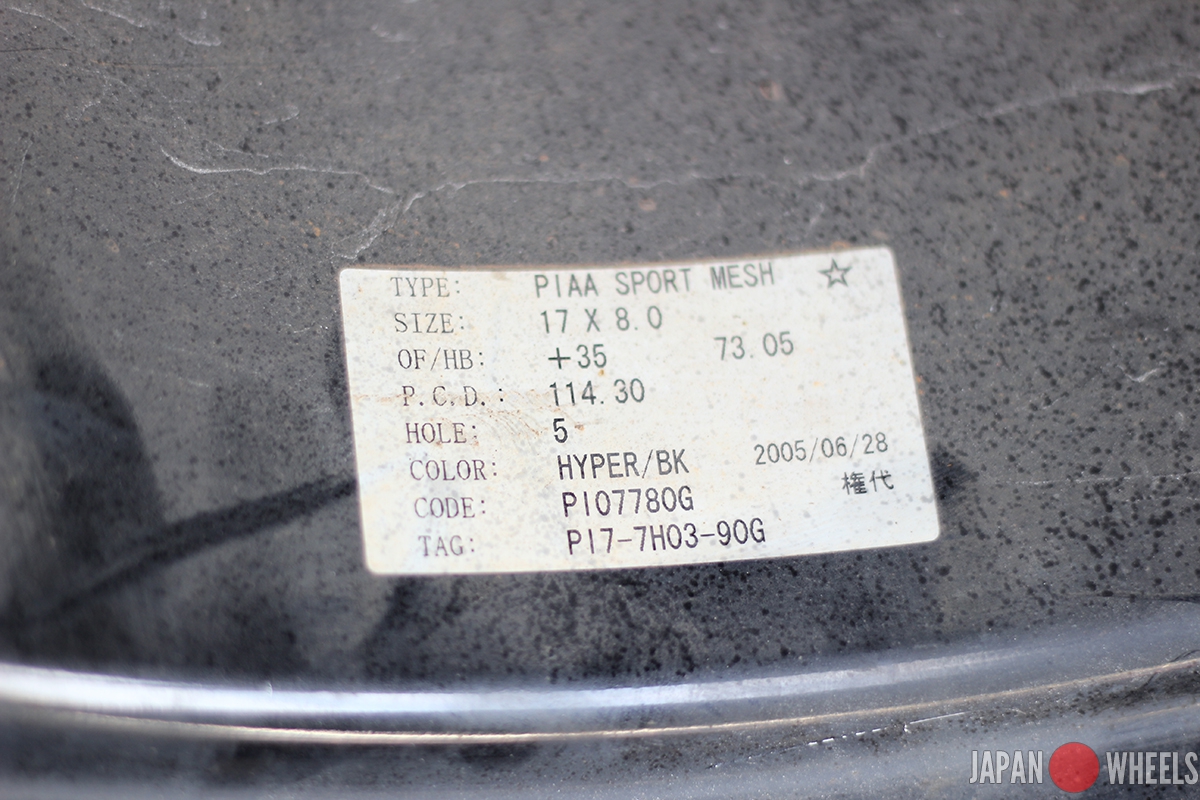 TYPE: PIAA SPORT MESH ☆
SIZE: 17 X 8.0
OF/HB: +35 73.05
P.C.D.: 114.30
HOLE: 5
COLOR: HYPER/BK 2005/06/28
CODE: PI07780G 権代
TAG: PI7-7H03-90G
JAPAN WHEELS